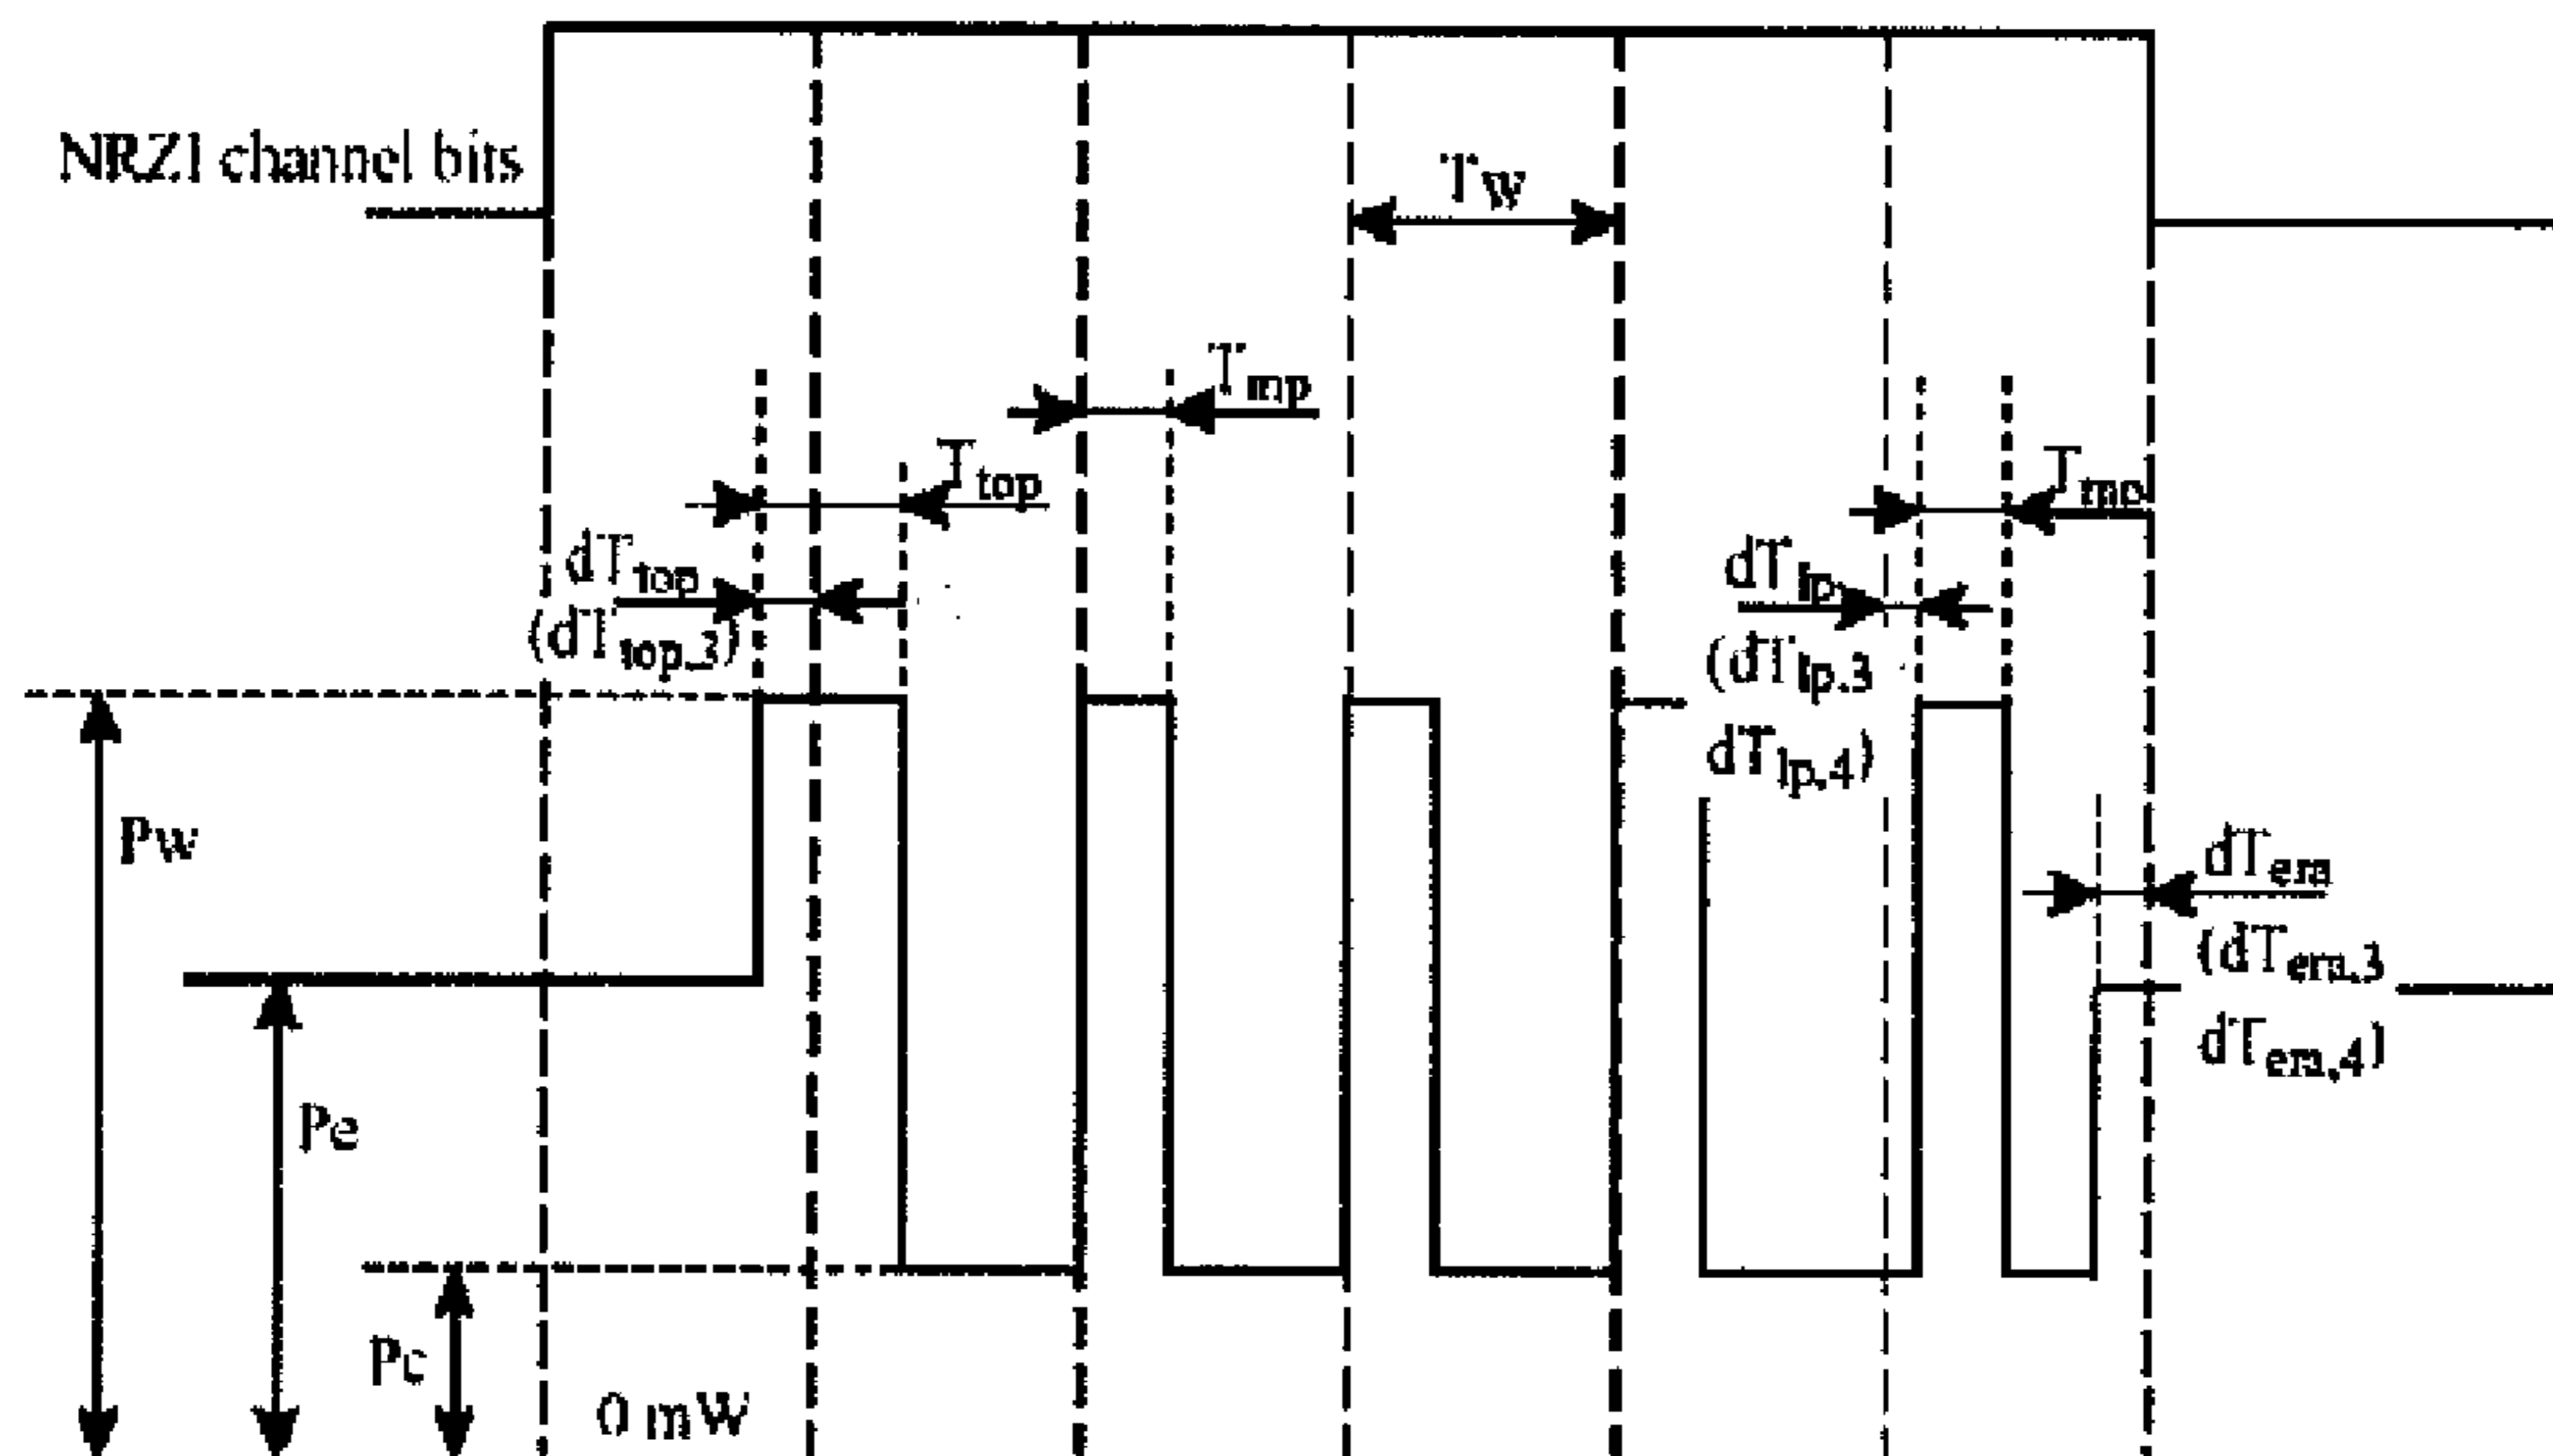 NRZI channel bits
Tw
Tmp
Ttop
Tmp
dTtop
(dTtop.3)
dTlp
(dTlp.3
dTlp,4)
Pw
dTera
(dTera.3
dTera,4)
Pe
Pc
0 mW